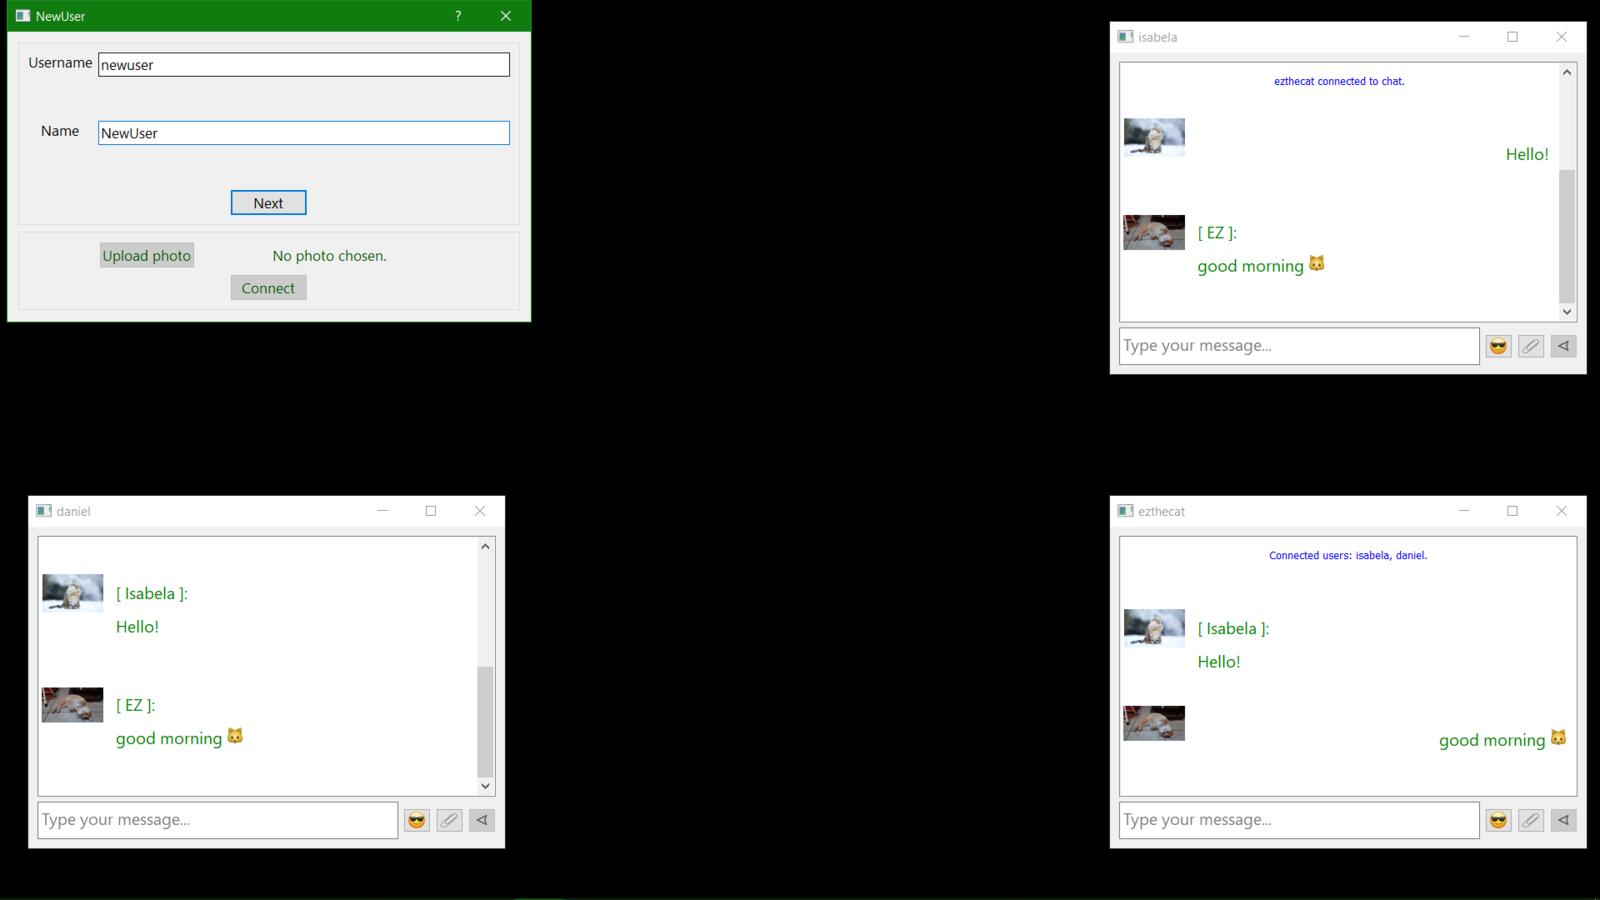 NewUser
Username newuser
Name NewUser
Next
Upload photo No photo chosen.
Connect
isabela
ezthecat connected to chat.
Hello!
[ EZ ]:
good morning 🐱
Type your message...
daniel
[ Isabela ]:
Hello!
[ EZ ]:
good morning 🐱
Type your message...
ezthecat
Connected users: isabela, daniel.
[ Isabela ]:
Hello!
good morning 🐱
Type your message...